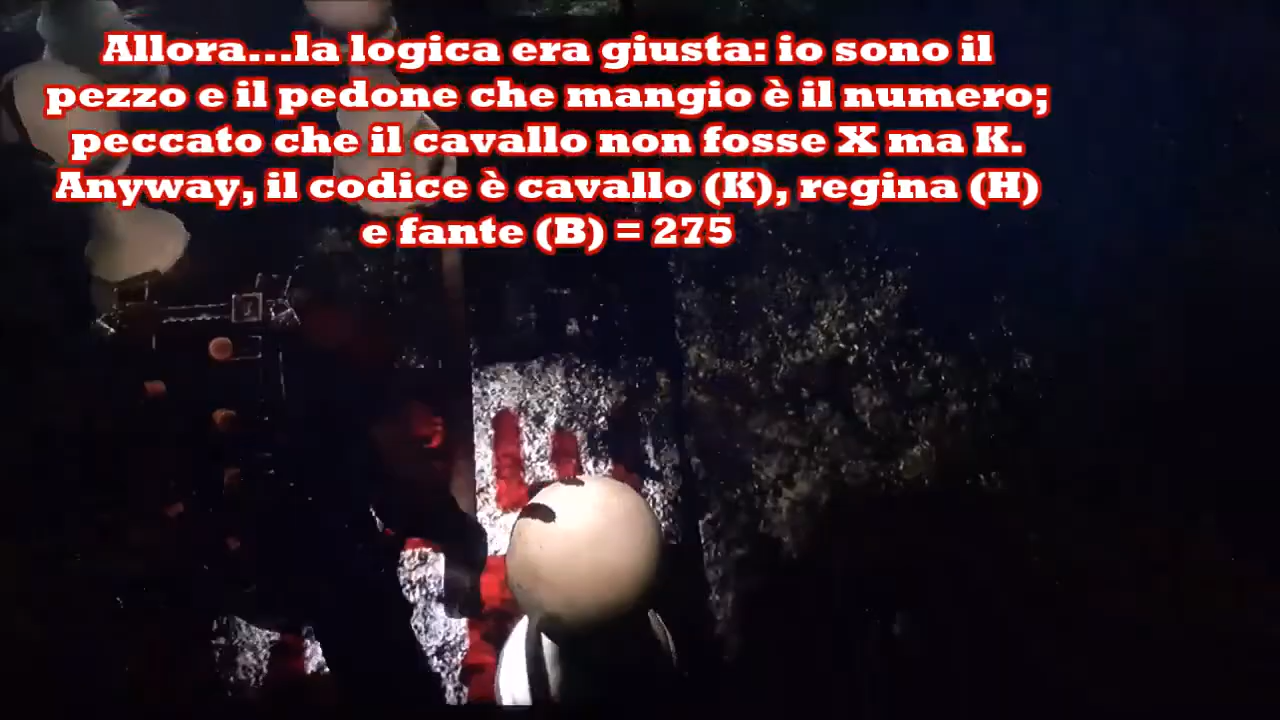 Allora...la logica era giusta: io sono il
pezzo e il pedone che mangio è il numero;
peccato che il cavallo non fosse X ma K.
Anyway, il codice è cavallo (K), regina (H)
e fante (B) = 275